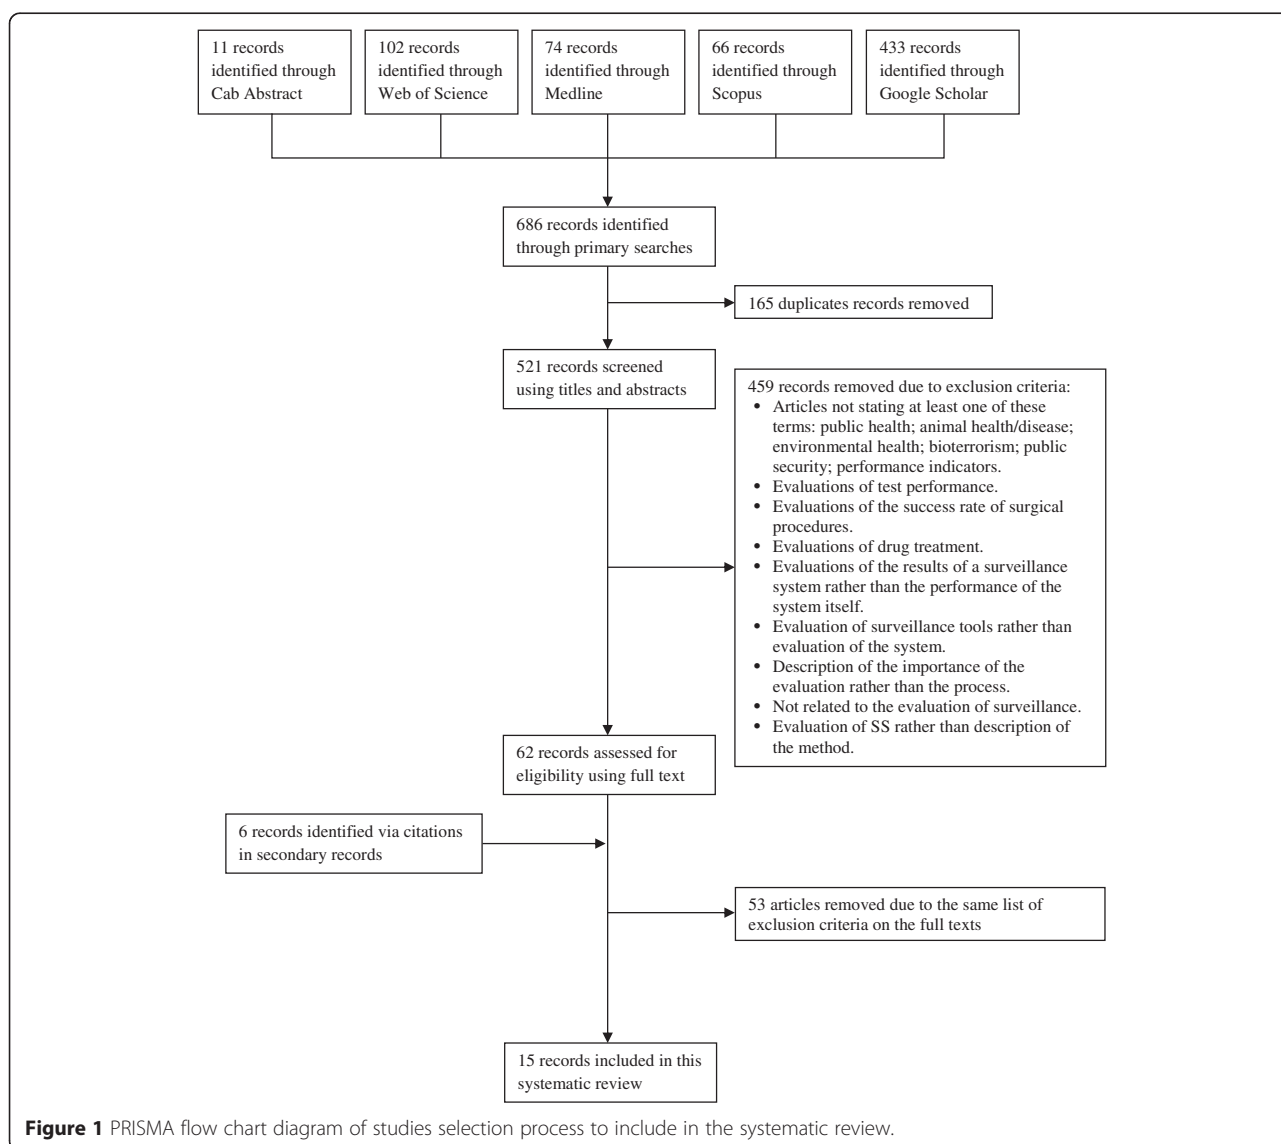 11 records
identified through
Cab Abstract
102 records
identified through
Web of Science
74 records
identified through
Medline
66 records
identified through
Scopus
433 records
identified through
Google Scholar
686 records identified
through primary searches
165 duplicates records removed
521 records screened
using titles and abstracts
459 records removed due to exclusion criteria:
• Articles not stating at least one of these
terms: public health; animal health/disease;
environmental health; bioterrorism; public
security; performance indicators.
• Evaluations of test performance.
• Evaluations of the success rate of surgical
procedures.
• Evaluations of drug treatment.
• Evaluations of the results of a surveillance
system rather than the performance of the
system itself.
• Evaluation of surveillance tools rather than
evaluation of the system.
• Description of the importance of the
evaluation rather than the process.
• Not related to the evaluation of surveillance.
• Evaluation of SS rather than description of
the method.
62 records assessed for
eligibility using full text
6 records identified via citations
in secondary records
53 articles removed due to the same list of
exclusion criteria on the full texts
15 records included in this
systematic review
Figure 1 PRISMA flow chart diagram of studies selection process to include in the systematic review.